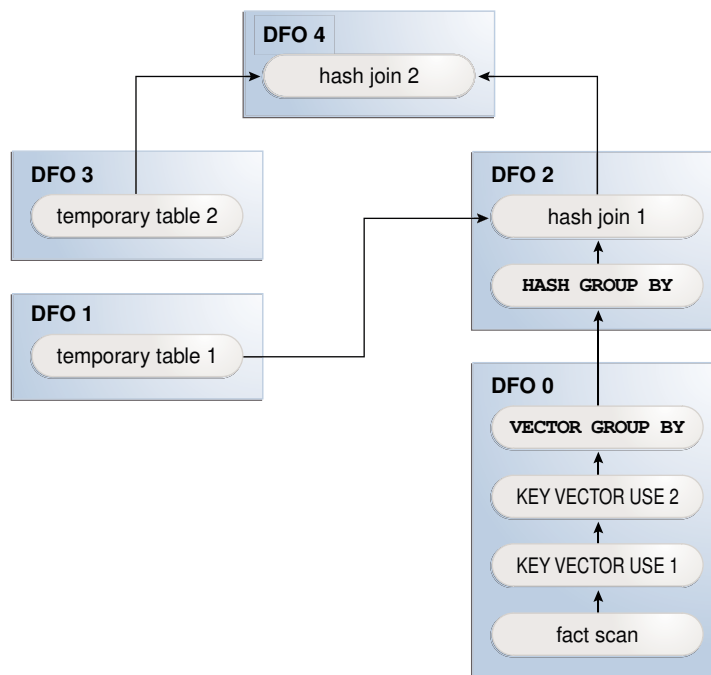 DFO 4
hash join 2
DFO 3
temporary table 2
DFO 2
hash join 1
HASH GROUP BY
DFO 1
temporary table 1
DFO 0
VECTOR GROUP BY
KEY VECTOR USE 2
KEY VECTOR USE 1
fact scan